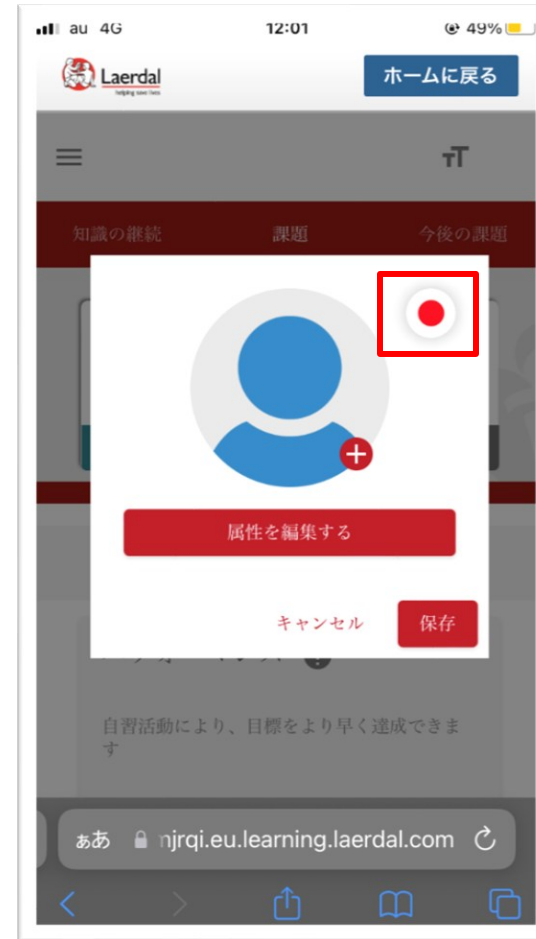 au 4G 12:01 49%
Laerdal
helping save lives
ホームに戻る
TT
知識の継続 課題 今後の課題
属性を編集する
キャンセル 保存
自習活動により、目標をより早く達成できま
す
ぁあ njrqi.eu.learning.laerdal.com